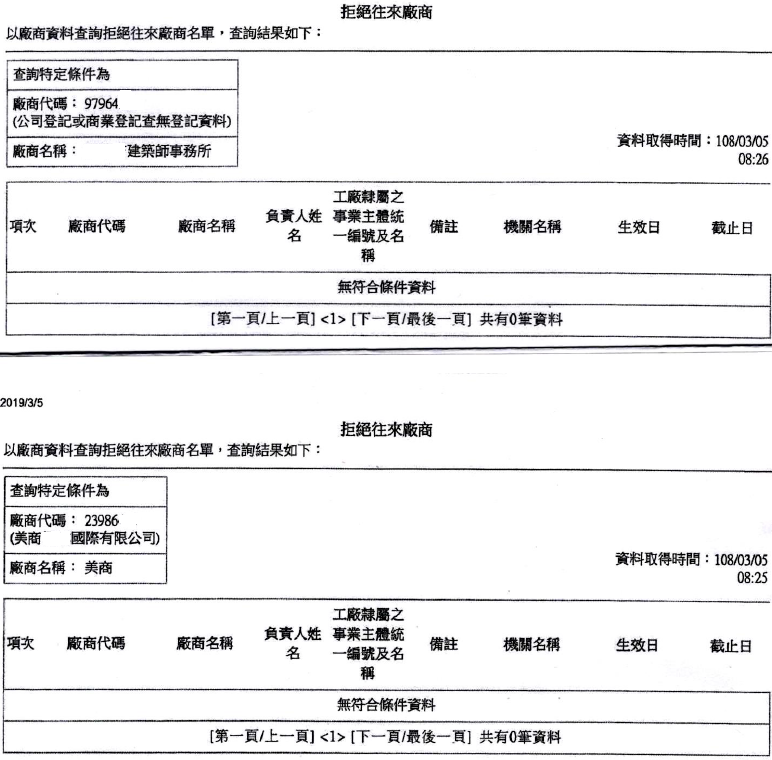 拒絕往來廠商
以廠商資料查詢拒絕往來廠商名單，查詢結果如下：
查詢特定條件為
廠商代碼： 97964
(公司登記或商業登記查無登記資料)
廠商名稱： 建築師事務所
資料取得時間：108/03/05
08:26
項次 廠商代碼 廠商名稱 負責人姓名 工廠隸屬之事業主體統一編號及名稱 備註 機關名稱 生效日 截止日
無符合條件資料
[第一頁/上一頁] <1> [下一頁/最後一頁] 共有0筆資料
2019/3/5
拒絕往來廠商
以廠商資料查詢拒絕往來廠商名單，查詢結果如下：
查詢特定條件為
廠商代碼： 23986
(美商 國際有限公司)
廠商名稱： 美商
資料取得時間：108/03/05
08:25
項次 廠商代碼 廠商名稱 負責人姓名 工廠隸屬之事業主體統一編號及名稱 備註 機關名稱 生效日 截止日
無符合條件資料
[第一頁/上一頁] <1> [下一頁/最後一頁] 共有0筆資料